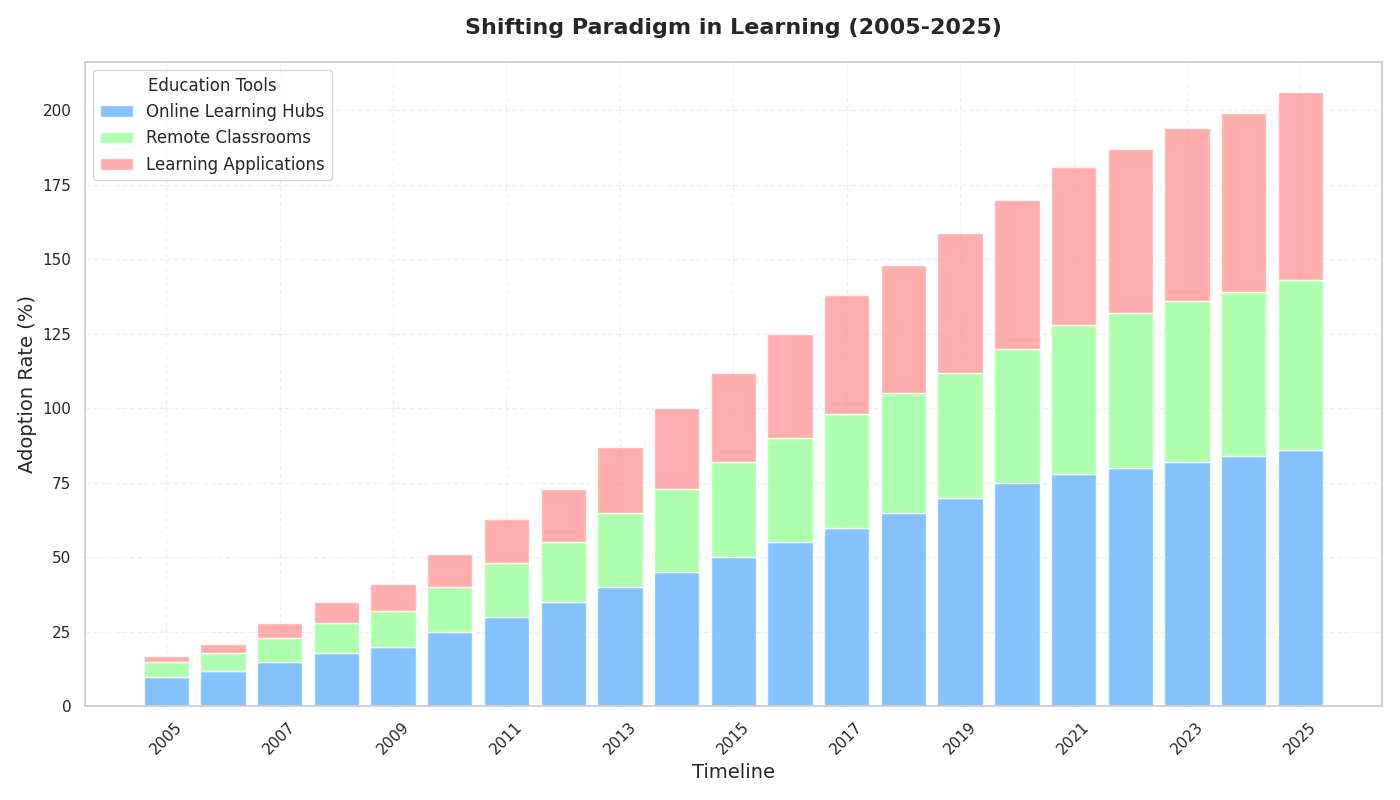 Shifting Paradigm in Learning (2005-2025)
Education Tools
Online Learning Hubs
Remote Classrooms
Learning Applications
Adoption Rate (%)
200
175
150
125
100
75
50
25
0
2005
2007
2009
2011
2013
2015
2017
2019
2021
2023
2025
Timeline